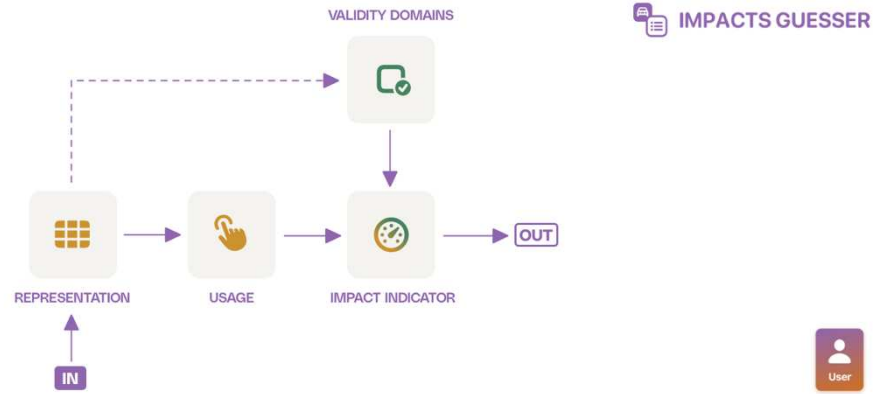 VALIDITY DOMAINS
IMPACTS GUESSER
OUT
REPRESENTATION
USAGE
IMPACT INDICATOR
IN
User